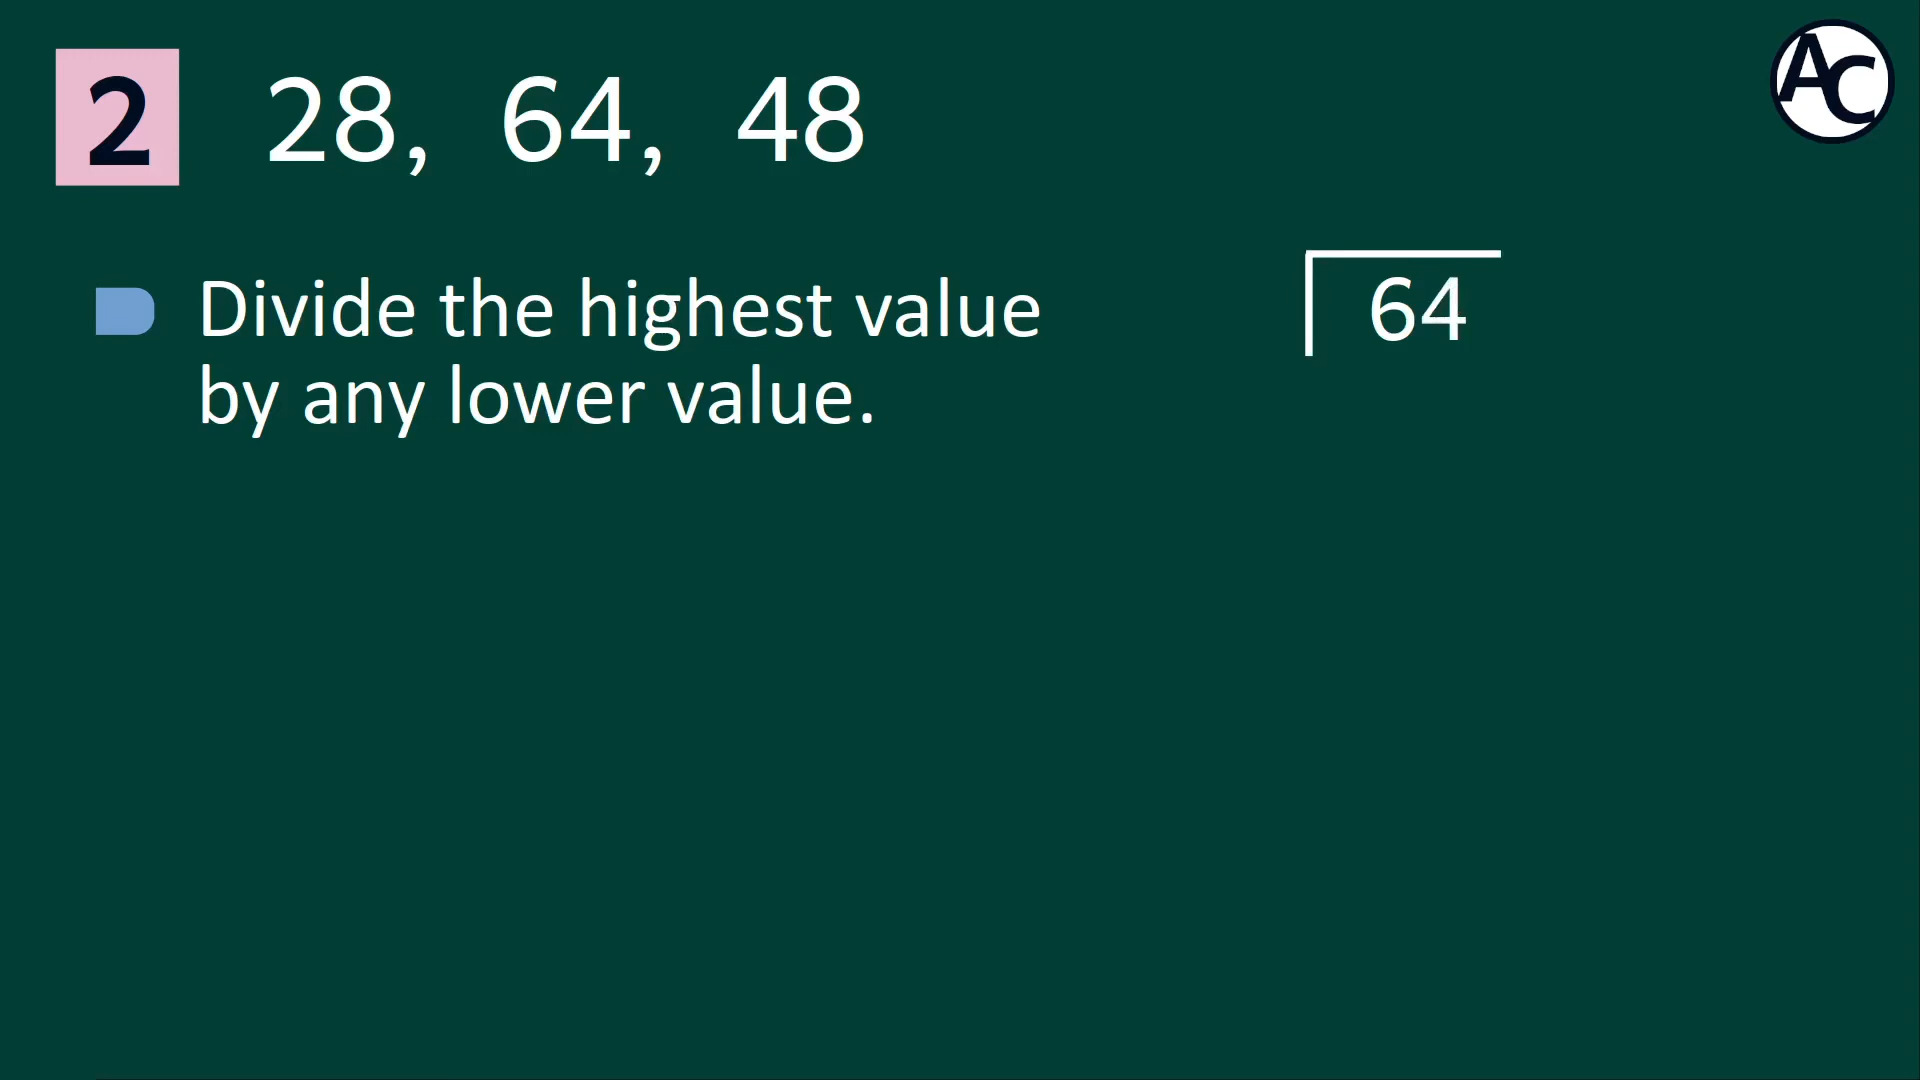 2 28, 64, 48
AC
Divide the highest value
64
by any lower value.